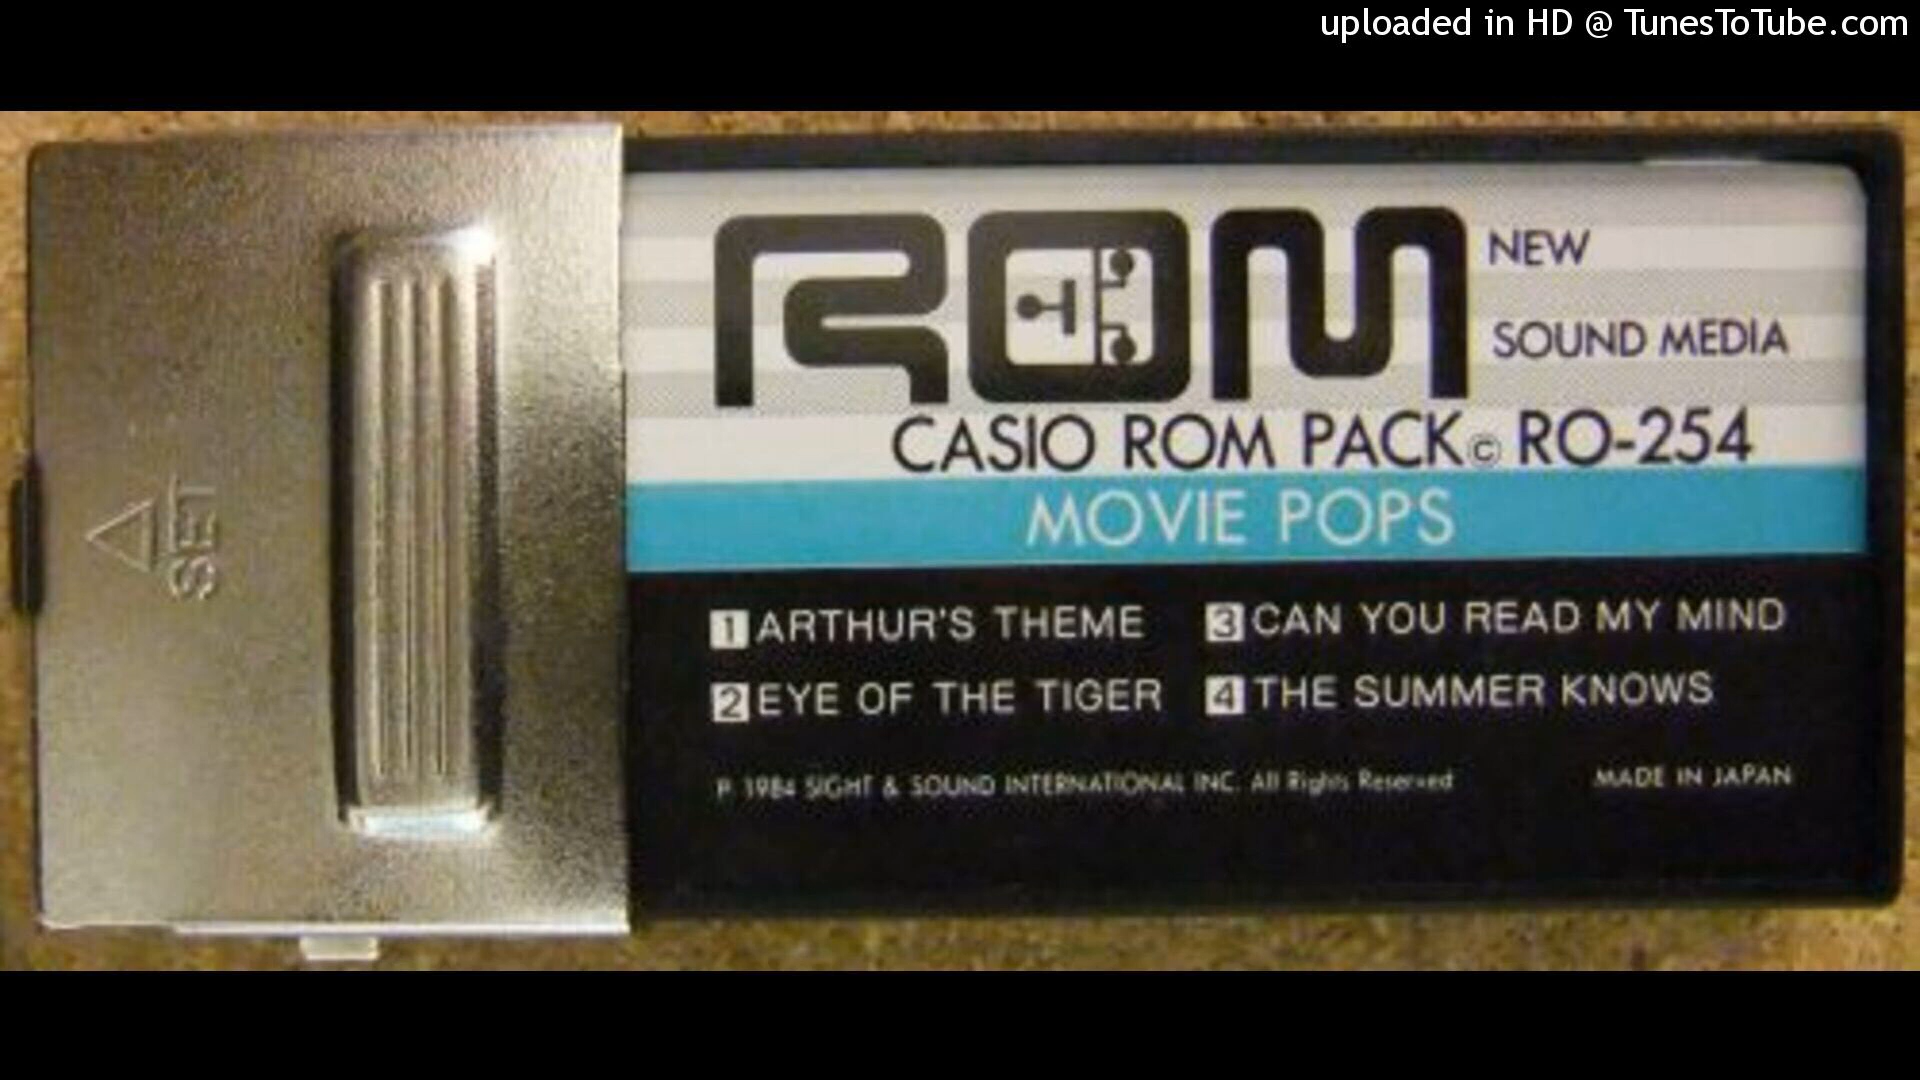 uploaded in HD @ TunesToTube.com
ROM NEW
SOUND MEDIA
CASIO ROM PACK© RO-254
MOVIE POPS
1 ARTHUR'S THEME
2 EYE OF THE TIGER
3 CAN YOU READ MY MIND
4 THE SUMMER KNOWS
P 1984 SIGHT & SOUND INTERNATIONAL INC. All Rights Reserved
MADE IN JAPAN
SET